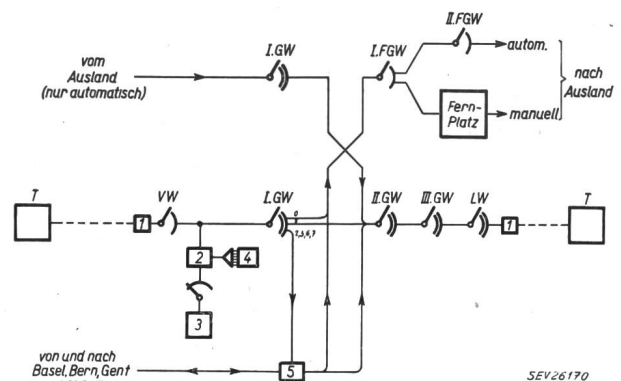 II.FGW
I.GW
I.FGW
vom
Ausland
(nur automatisch)
autom.
nach
Ausland
Fern-
Platz
manuell
T
VW
I.GW
II.GW
III.GW
LW
T
1
0
1
2
4
3
von und nach
Basel, Bern, Gent
5
SEV26170